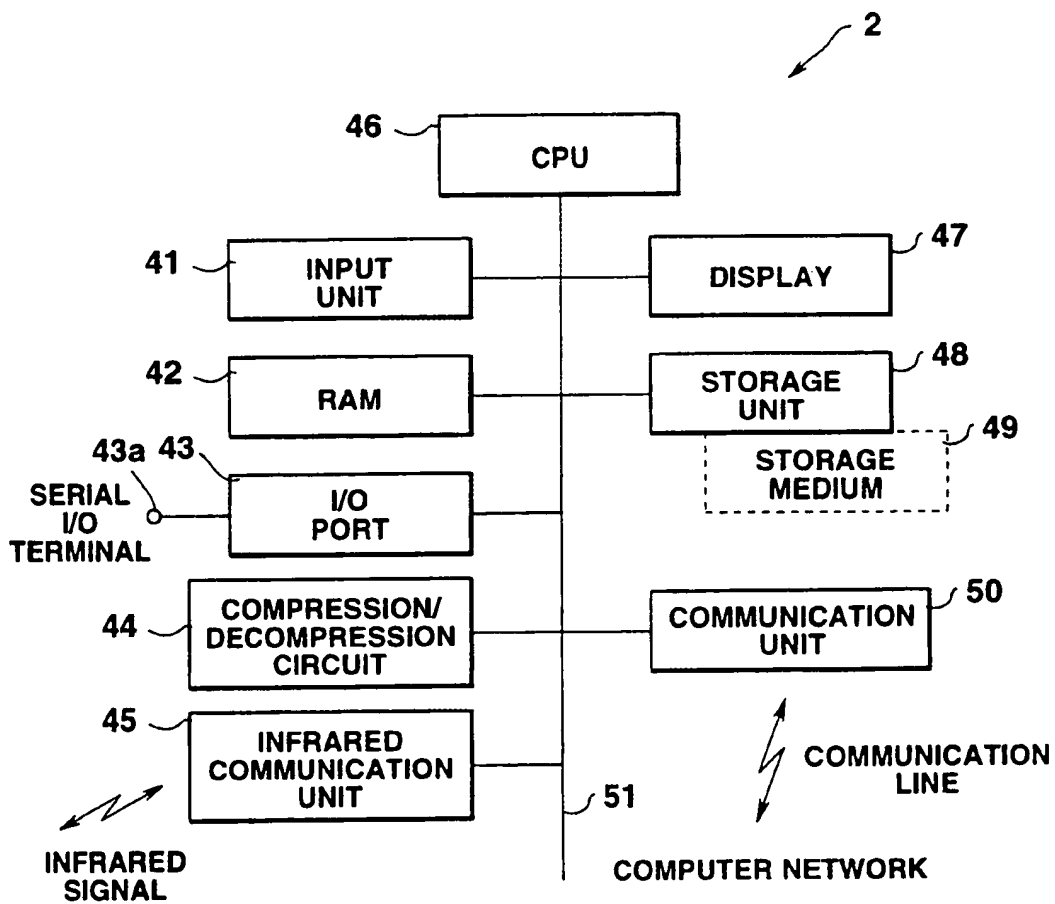 2
46
CPU
41
INPUT
UNIT
47
DISPLAY
42
RAM
48
STORAGE
UNIT
49
STORAGE
MEDIUM
43a
43
SERIAL
I/O
TERMINAL
I/O
PORT
44
COMPRESSION/
DECOMPRESSION
CIRCUIT
50
COMMUNICATION
UNIT
45
INFRARED
COMMUNICATION
UNIT
COMMUNICATION
LINE
51
INFRARED
SIGNAL
COMPUTER NETWORK